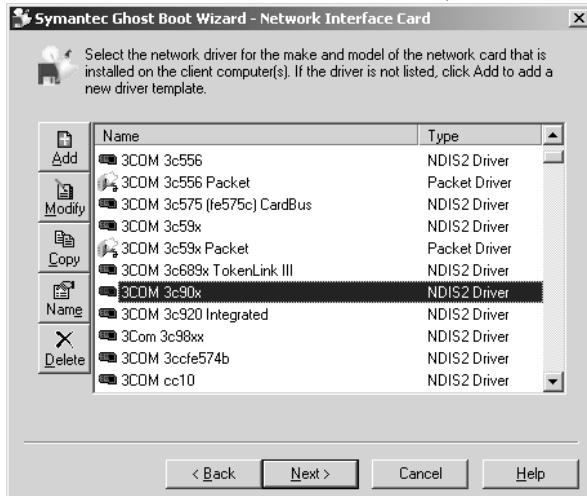 Symantec Ghost Boot Wizard - Network Interface Card
Select the network driver for the make and model of the network card that is
installed on the client computer(s). If the driver is not listed, click Add to add a
new driver template.
Add
Modify
Copy
Name
Delete
Name Type
3COM 3c556 NDIS2 Driver
3COM 3c556 Packet Packet Driver
3COM 3c575 (fe575c) CardBus NDIS2 Driver
3COM 3c59x NDIS2 Driver
3COM 3c59x Packet Packet Driver
3COM 3c689x TokenLink III NDIS2 Driver
3COM 3c90x NDIS2 Driver
3COM 3c920 Integrated NDIS2 Driver
3Com 3c98xx NDIS2 Driver
3COM 3ccfe574b NDIS2 Driver
3COM cc10 NDIS2 Driver
< Back Next > Cancel Help